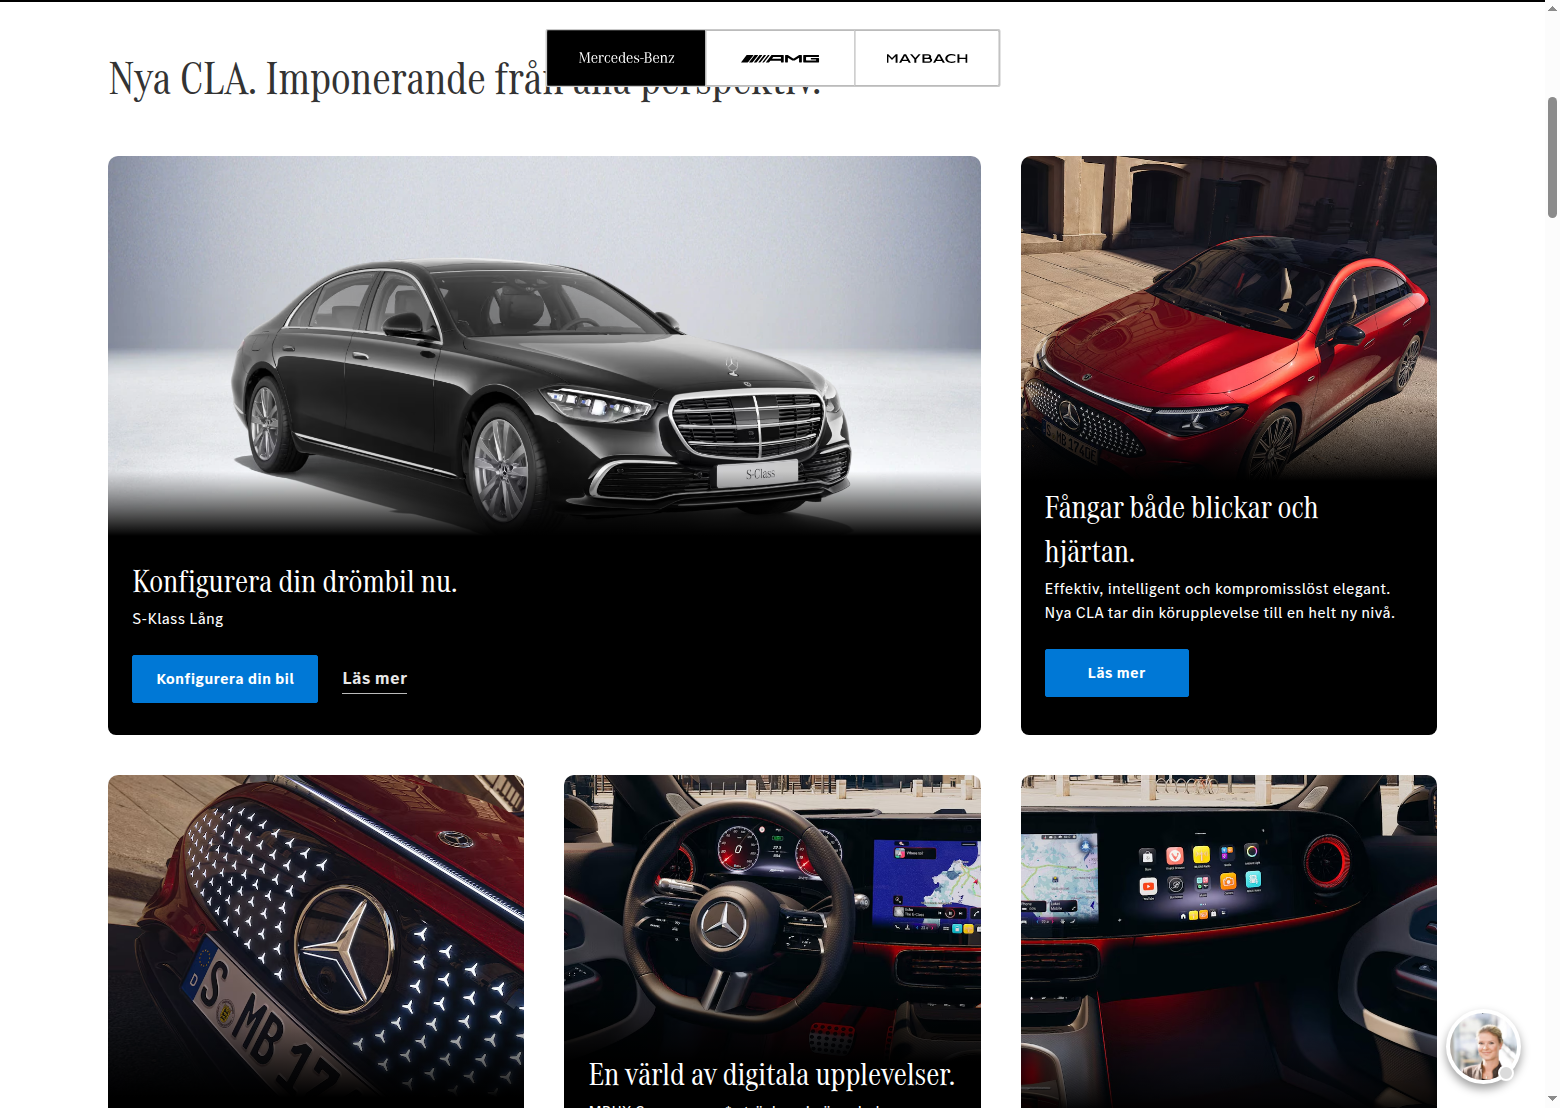 Mercedes-Benz
AMG
MAYBACH
Nya CLA. Imponerande från alla perspektiv.
S-Class
Konfigurera din drömbil nu.
S-Klass Lång
Konfigurera din bil
Läs mer
Fångar både blickar och
hjärtan.
Effektiv, intelligent och kompromisslöst elegant.
Nya CLA tar din körupplevelse till en helt ny nivå.
Läs mer
S MB 17
En värld av digitala upplevelser.